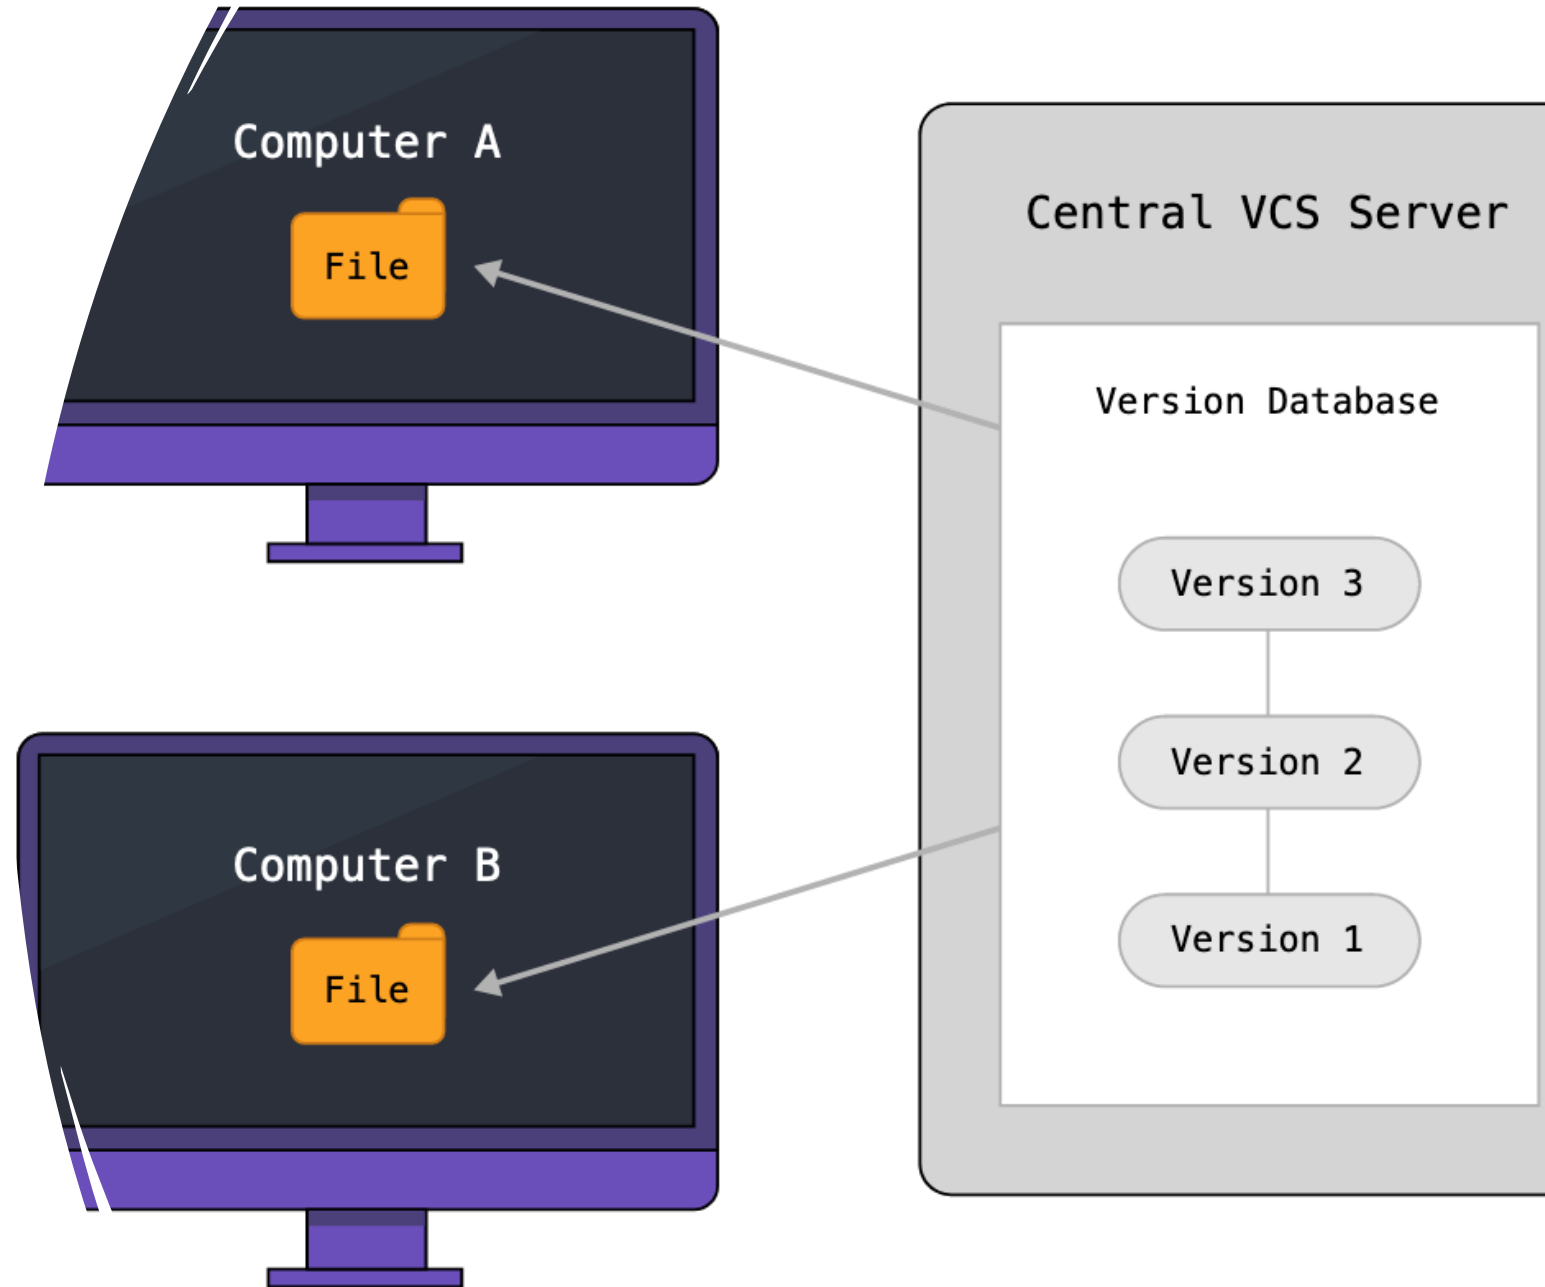 Computer A
File
Central VCS Server
Version Database
Version 3
Version 2
Version 1
Computer B
File